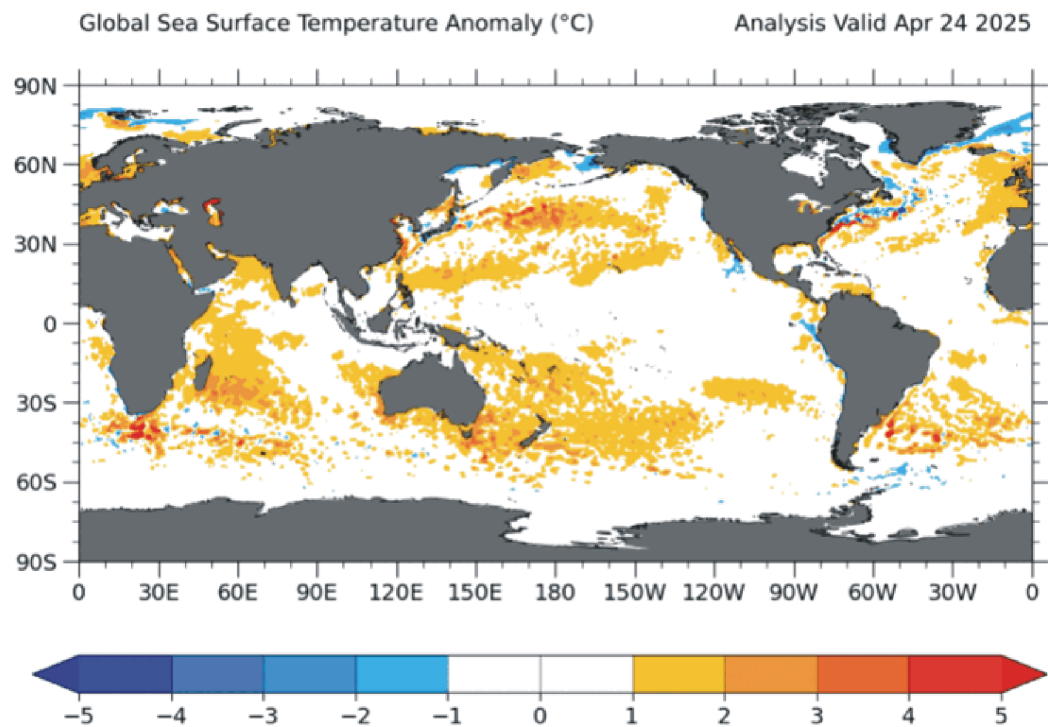 Global Sea Surface Temperature Anomaly (°C) Analysis Valid Apr 24 2025
90N
60N
30N
0
30S
60S
90S
0 30E 60E 90E 120E 150E 180 150W 120W 90W 60W 30W 0
−5 −4 −3 −2 −1 0 1 2 3 4 5